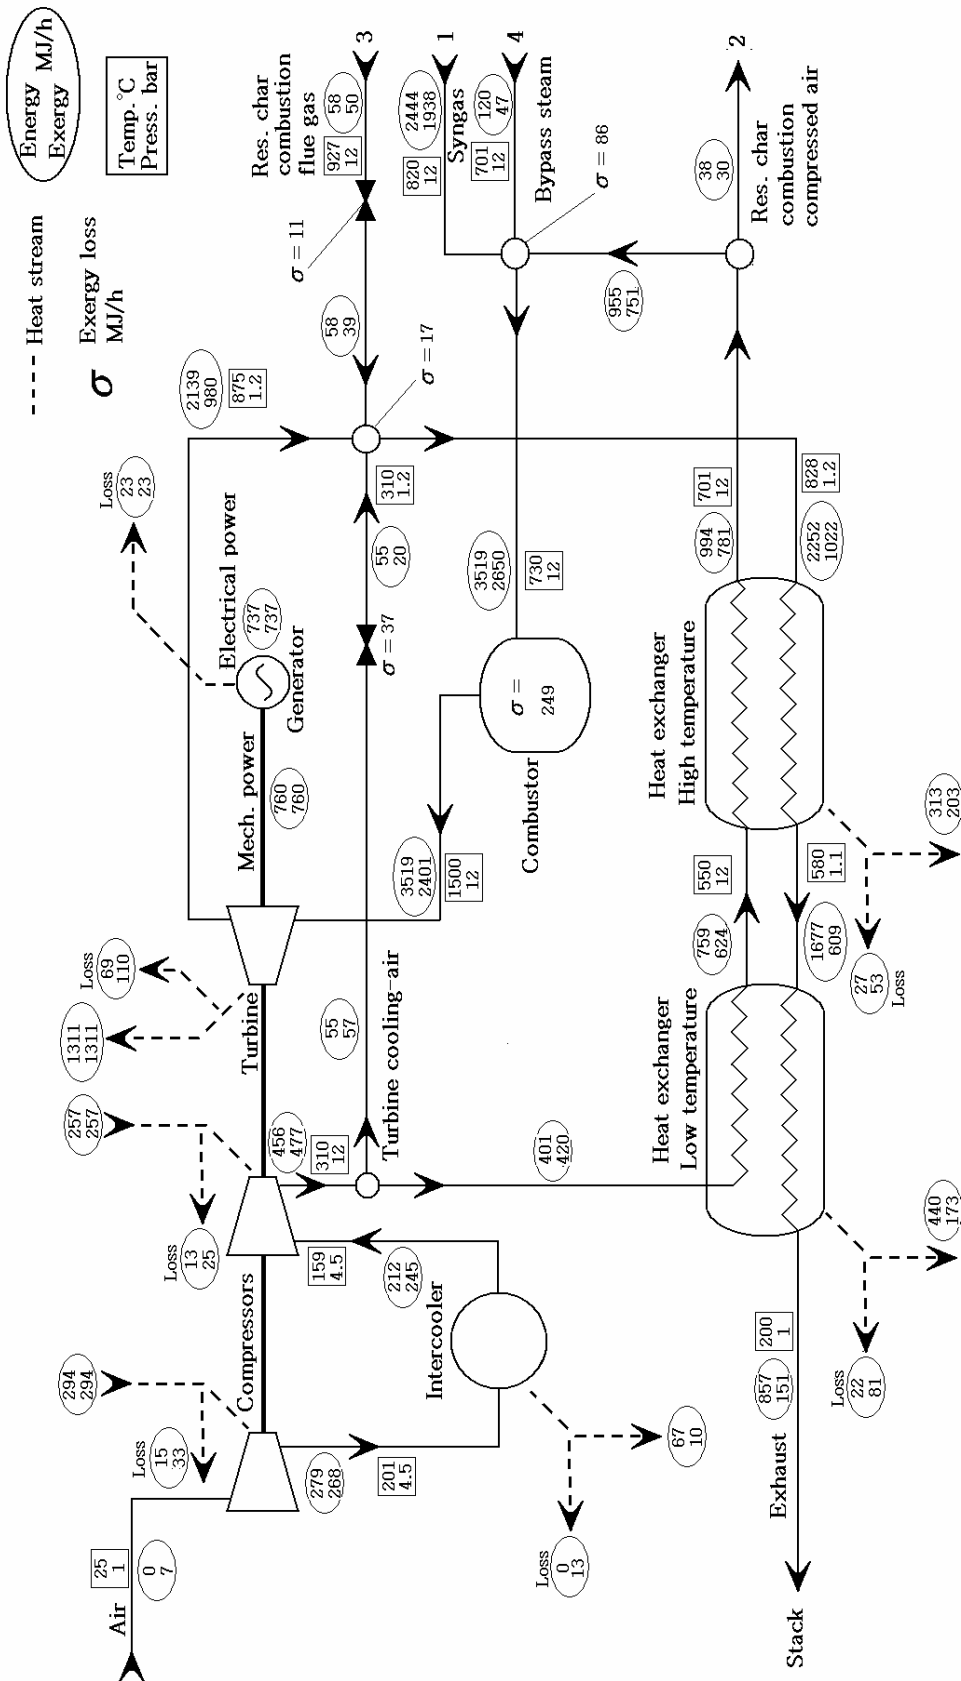 Energy
Exergy
MJ/h
Temp.°C
Press. bar
Heat stream
σ
Exergy loss
MJ/h
3
1
4
2
Res. char
combustion
flue gas
58
50
927
12
2444
1938
820
12
Syngas
120
47
701
12
Bypass steam
σ = 86
38
30
Res. char
combustion
compressed air
σ = 11
58
39
955
751
2139
980
875
1.2
σ = 17
310
1.2
55
20
σ = 37
Loss
23
23
Electrical power
737
737
Generator
Mech. power
760
760
3519
2650
730
12
σ =
249
Combustor
3519
2401
1500
12
994
781
701
12
828
1.2
2252
1022
Heat exchanger
High temperature
313
203
27
53
Loss
759
624
550
12
580
1.1
1677
609
Heat exchanger
Low temperature
440
173
Loss
22
81
Loss
69
110
1311
1311
Turbine
55
57
Turbine cooling-air
257
257
456
477
310
12
401
420
Loss
13
25
159
4.5
212
245
Compressors
Intercooler
294
294
Loss
15
33
279
268
201
4.5
67
10
Loss
0
13
200
1
857
151
Exhaust
Stack
25
1
0
7
Air